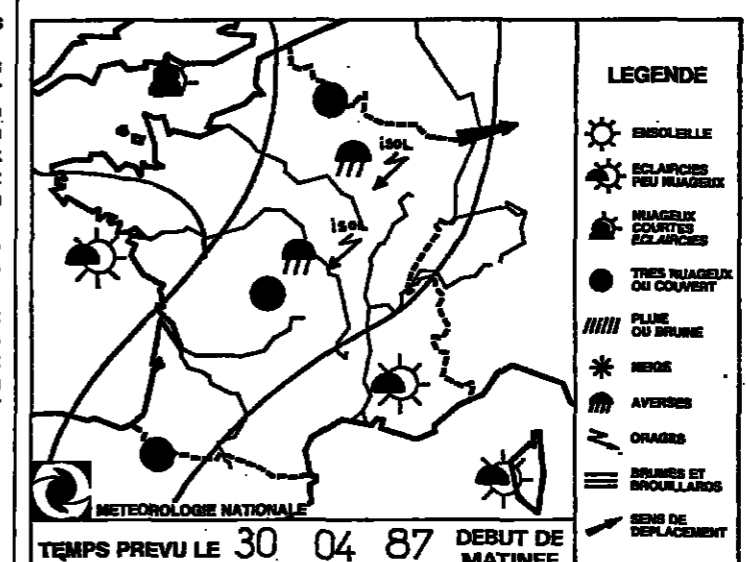 isoL
isoL
METEOROLOGIE NATIONALE
TEMPS PREVU LE 30 04 87 DEBUT DE
MATINEE
LEGENDE
ENSOLEILLE
ECLAIRCIES
PEU NUAGEUX
NUAGEUX
COURTES
ECLAIRCIES
TRES NUAGEUX
OU COUVERT
PLUIE
OU BRUINE
NEIGE
AVERSES
ORAGES
BRUMES ET
BROUILLARDS
SENS DE
DEPLACEMENT